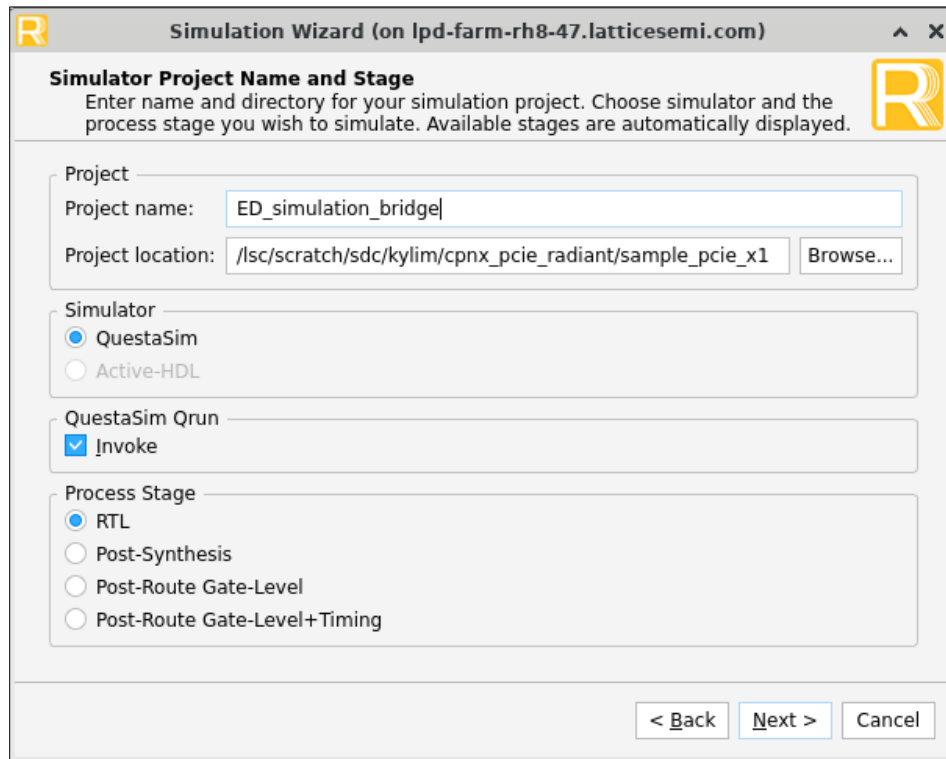 Simulation Wizard (on lpd-farm-rh8-47.latticesemi.com)
Simulator Project Name and Stage
Enter name and directory for your simulation project. Choose simulator and the
process stage you wish to simulate. Available stages are automatically displayed.
Project
Project name: ED_simulation_bridge
Project location: /lsc/scratch/sdc/kylim/cpnx_pcie_radiant/sample_pcie_x1 Browse...
Simulator
QuestaSim
Active-HDL
QuestaSim Qrun
Invoke
Process Stage
RTL
Post-Synthesis
Post-Route Gate-Level
Post-Route Gate-Level+Timing
< Back Next > Cancel